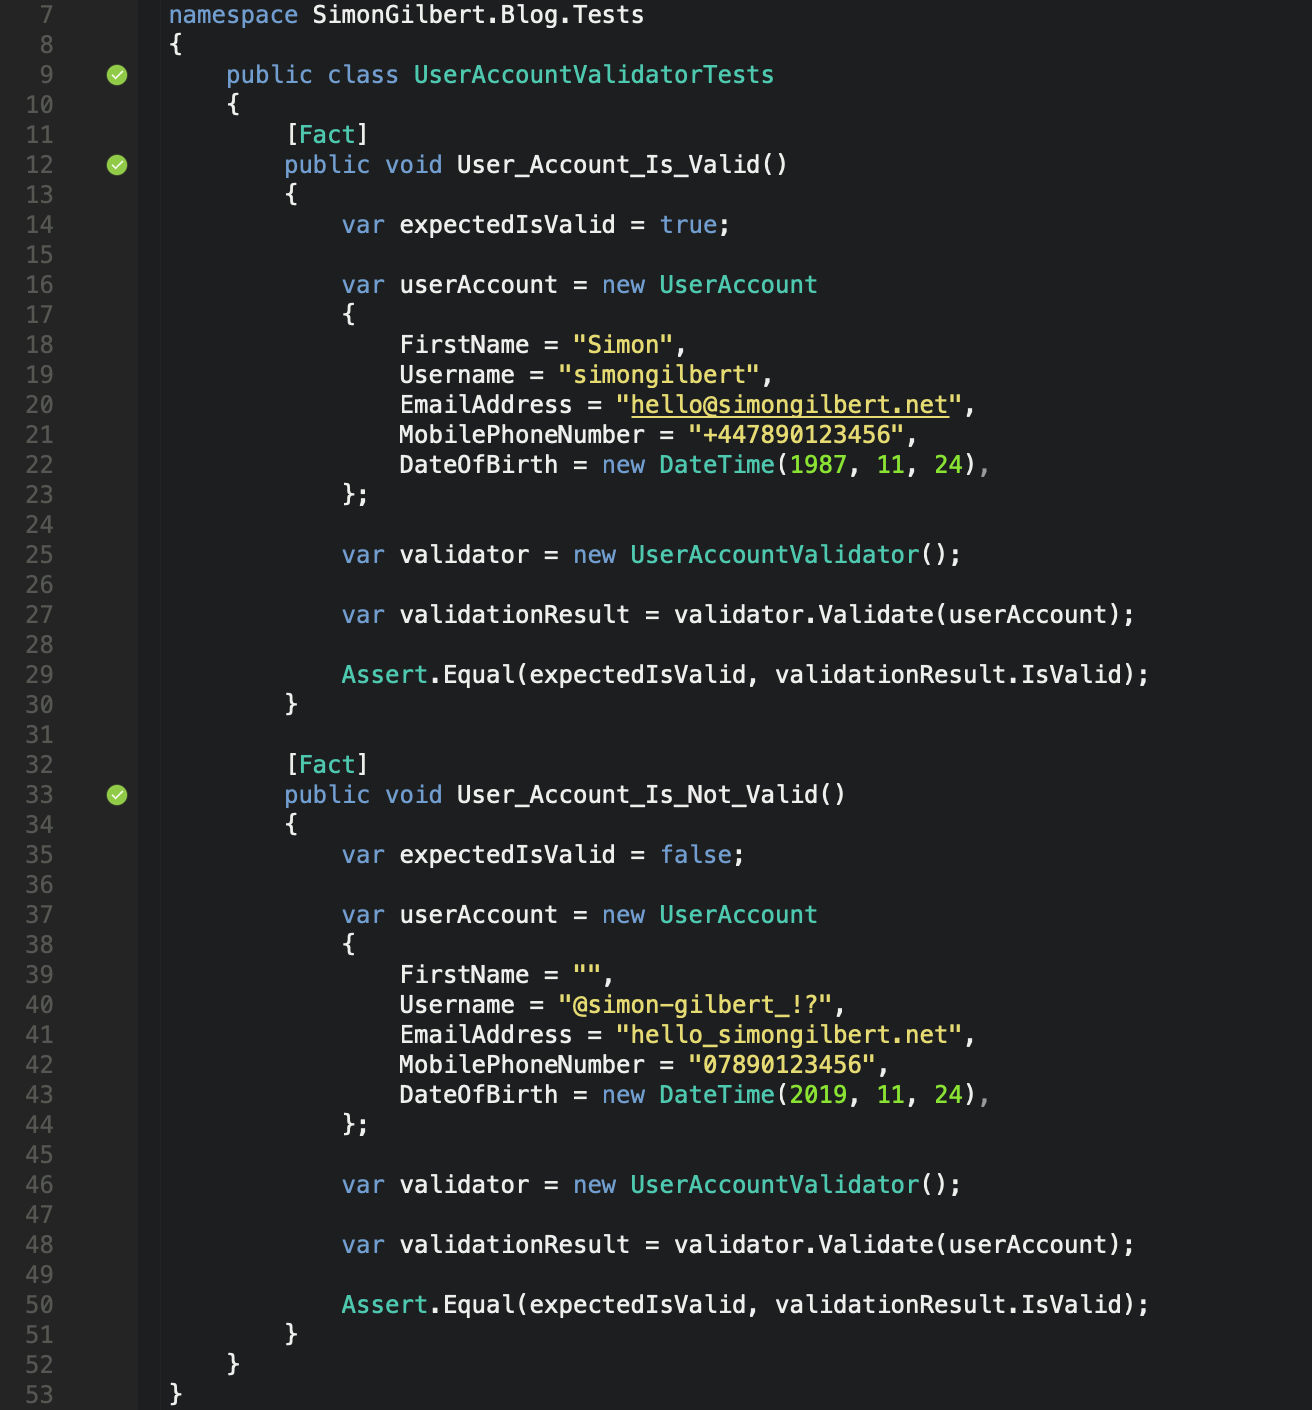 7 namespace SimonGilbert.Blog.Tests
8 {
9 public class UserAccountValidatorTests
10 {
11 [Fact]
12 public void User_Account_Is_Valid()
13 {
14 var expectedIsValid = true;
15
16 var userAccount = new UserAccount
17 {
18 FirstName = "Simon",
19 Username = "simongilbert",
20 EmailAddress = "hello@simongilbert.net",
21 MobilePhoneNumber = "+447890123456",
22 DateOfBirth = new DateTime(1987, 11, 24),
23 };
24
25 var validator = new UserAccountValidator();
26
27 var validationResult = validator.Validate(userAccount);
28
29 Assert.Equal(expectedIsValid, validationResult.IsValid);
30 }
31
32 [Fact]
33 public void User_Account_Is_Not_Valid()
34 {
35 var expectedIsValid = false;
36
37 var userAccount = new UserAccount
38 {
39 FirstName = "",
40 Username = "@simon-gilbert_!?",
41 EmailAddress = "hello_simongilbert.net",
42 MobilePhoneNumber = "07890123456",
43 DateOfBirth = new DateTime(2019, 11, 24),
44 };
45
46 var validator = new UserAccountValidator();
47
48 var validationResult = validator.Validate(userAccount);
49
50 Assert.Equal(expectedIsValid, validationResult.IsValid);
51 }
52 }
53 }